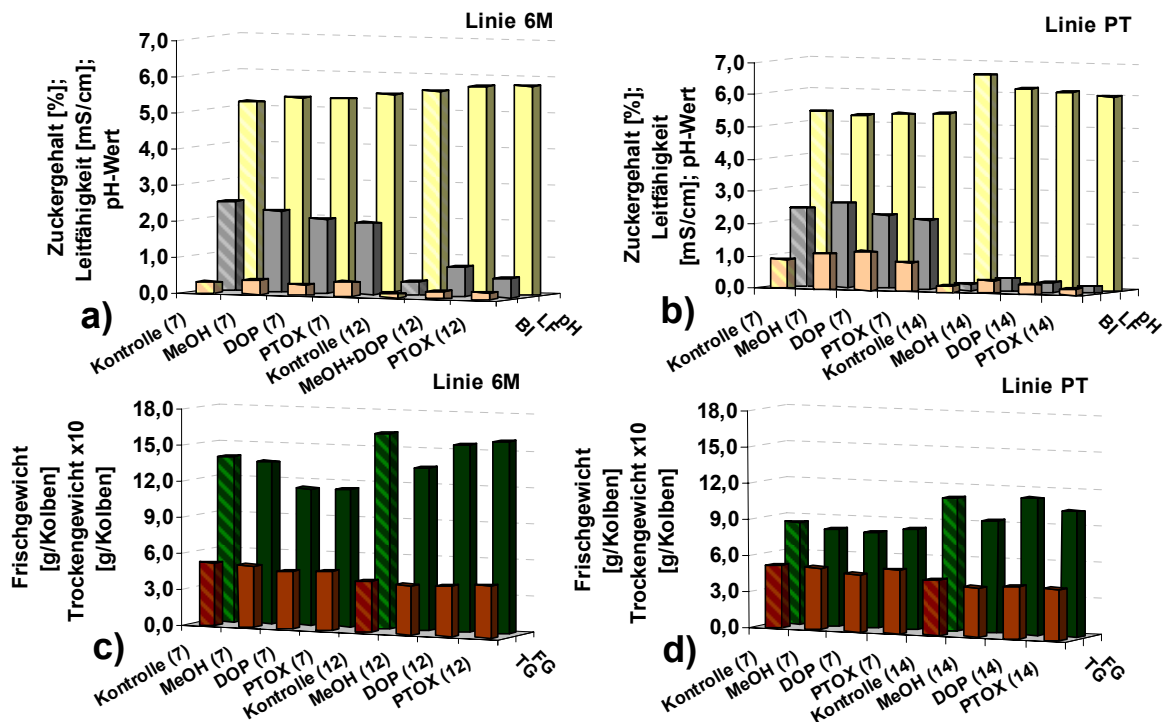 Linie 6M
Zuckergehalt [%];
Leitfähigkeit [mS/cm];
pH-Wert
7,0
6,0
5,0
4,0
3,0
2,0
1,0
0,0
a)
Kontrolle (7)
MeOH (7)
DOP (7)
PTOX (7)
Kontrolle (12)
MeOH+DOP (12)
PTOX (12)
BI
LF
pH
Linie PT
Zuckergehalt [%];
Leitfähigkeit
[mS/cm]; pH-Wert
7,0
6,0
5,0
4,0
3,0
2,0
1,0
0,0
b)
Kontrolle (7)
MeOH (7)
DOP (7)
PTOX (7)
Kontrolle (14)
MeOH (14)
DOP (14)
PTOX (14)
BI
LF
pH
Linie 6M
Frischgewicht
[g/Kolben]
Trockengewicht x10
[g/Kolben]
18,0
15,0
12,0
9,0
6,0
3,0
0,0
c)
Kontrolle (7)
MeOH (7)
DOP (7)
PTOX (7)
Kontrolle (12)
MeOH (12)
DOP (12)
PTOX (12)
TG
FG
Linie PT
Frischgewicht
[g/Kolben]
Trockengewicht x10
[g/Kolben]
18,0
15,0
12,0
9,0
6,0
3,0
0,0
d)
Kontrolle (7)
MeOH (7)
DOP (7)
PTOX (7)
Kontrolle (14)
MeOH (14)
DOP (14)
PTOX (14)
TG
FG